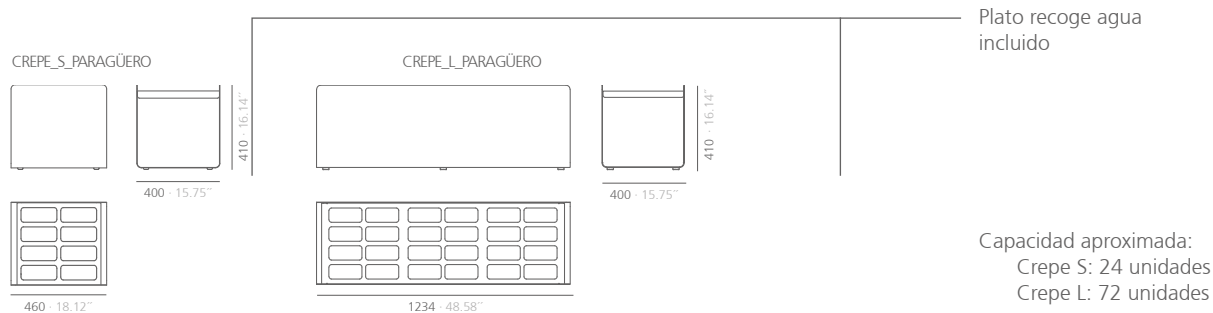 Plato recoge agua
incluido
CREPE_S_PARAGÜERO
CREPE_L_PARAGÜERO
410 · 16.14´´
410 · 16.14´´
400 · 15.75´´
400 · 15.75´´
460 · 18.12´´
1234 · 48.58´´
Capacidad aproximada:
Crepe S: 24 unidades
Crepe L: 72 unidades